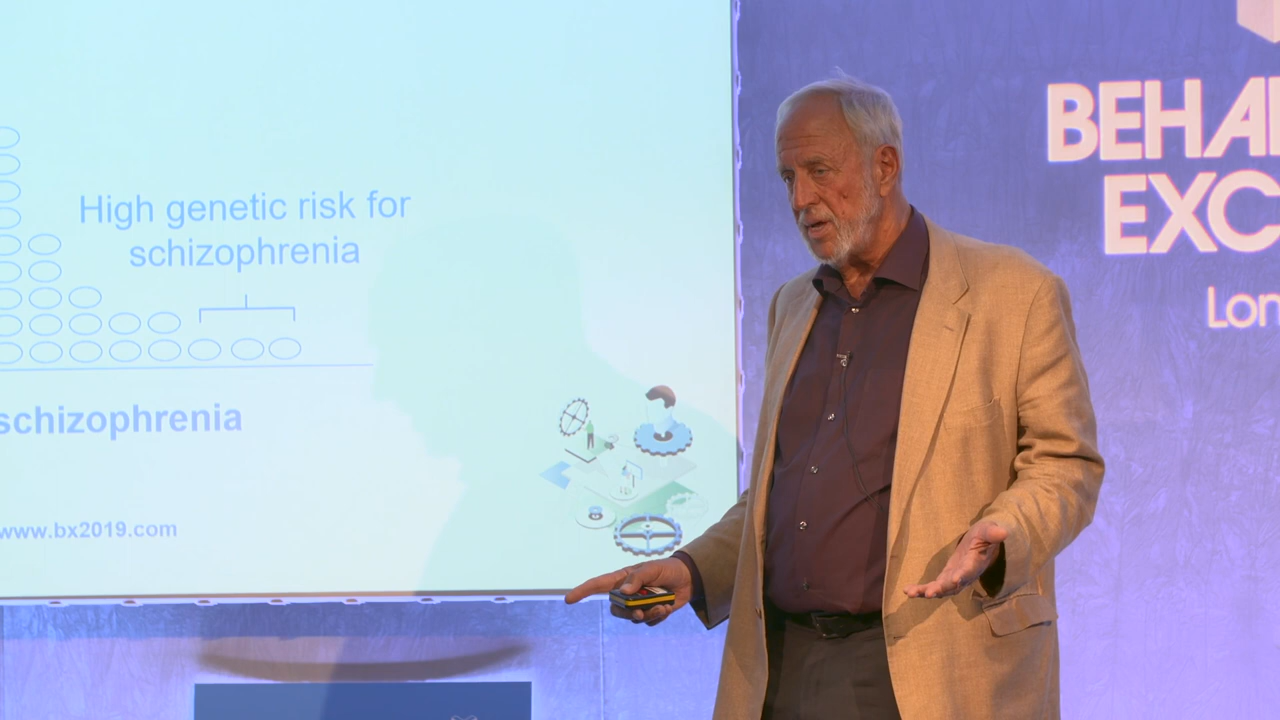 High genetic risk for
schizophrenia
schizophrenia
www.bx2019.com
BEHA
EXC
Lon